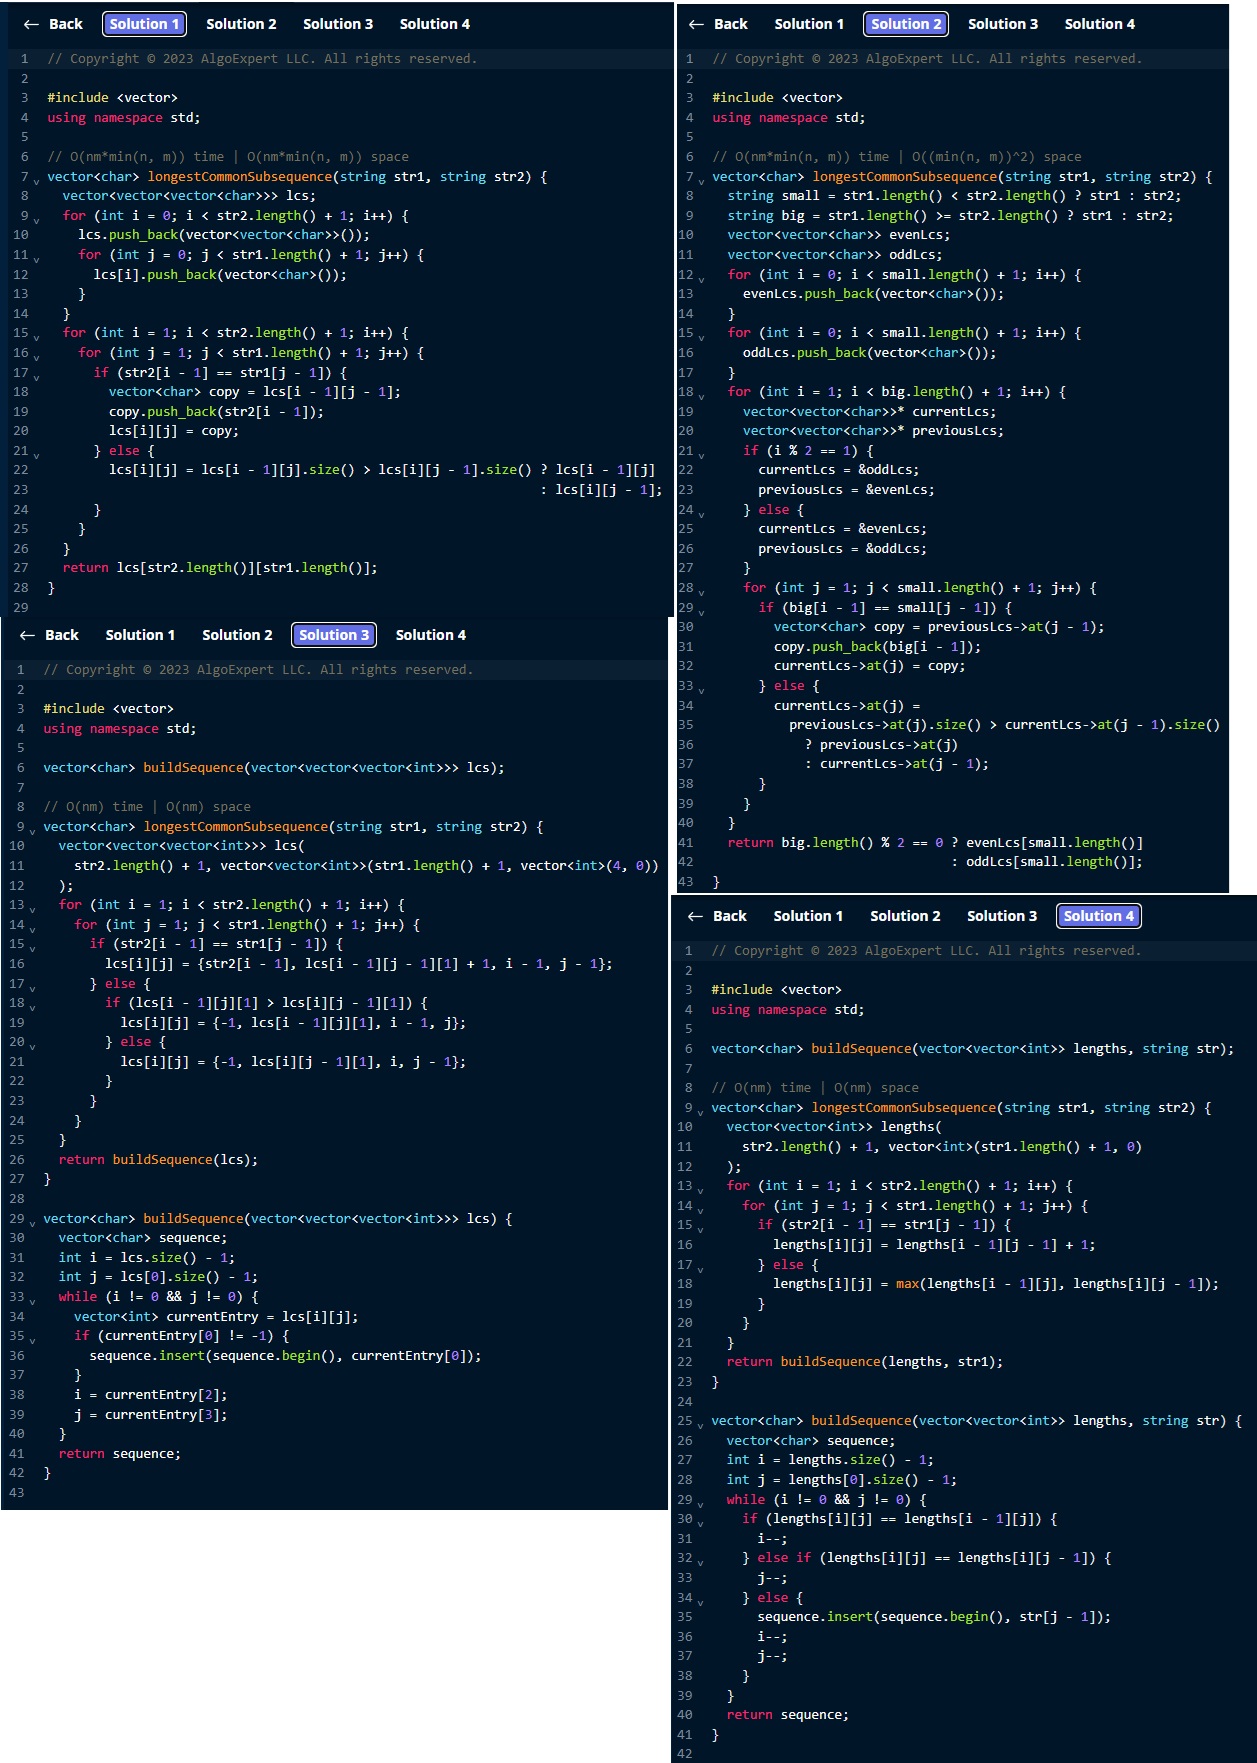 ← Back Solution 1 Solution 2 Solution 3 Solution 4
1 // Copyright © 2023 AlgoExpert LLC. All rights reserved.
2
3 #include <vector>
4 using namespace std;
5
6 // O(nm*min(n, m)) time | O(nm*min(n, m)) space
7 vector<char> longestCommonSubsequence(string str1, string str2) {
8   vector<vector<vector<char>>> lcs;
9   for (int i = 0; i < str2.length() + 1; i++) {
10     lcs.push_back(vector<vector<char>>());
11     for (int j = 0; j < str1.length() + 1; j++) {
12       lcs[i].push_back(vector<char>());
13     }
14   }
15   for (int i = 1; i < str2.length() + 1; i++) {
16     for (int j = 1; j < str1.length() + 1; j++) {
17       if (str2[i - 1] == str1[j - 1]) {
18         vector<char> copy = lcs[i - 1][j - 1];
19         copy.push_back(str2[i - 1]);
20         lcs[i][j] = copy;
21       } else {
22         lcs[i][j] = lcs[i - 1][j].size() > lcs[i][j - 1].size() ? lcs[i - 1][j]
23                                                                  : lcs[i][j - 1];
24       }
25     }
26   }
27   return lcs[str2.length()][str1.length()];
28 }
29
← Back Solution 1 Solution 2 Solution 3 Solution 4
1 // Copyright © 2023 AlgoExpert LLC. All rights reserved.
2
3 #include <vector>
4 using namespace std;
5
6 // O(nm*min(n, m)) time | O((min(n, m))^2) space
7 vector<char> longestCommonSubsequence(string str1, string str2) {
8   string small = str1.length() < str2.length() ? str1 : str2;
9   string big = str1.length() >= str2.length() ? str1 : str2;
10   vector<vector<char>> evenLcs;
11   vector<vector<char>> oddLcs;
12   for (int i = 0; i < small.length() + 1; i++) {
13     evenLcs.push_back(vector<char>());
14   }
15   for (int i = 0; i < small.length() + 1; i++) {
16     oddLcs.push_back(vector<char>());
17   }
18   for (int i = 1; i < big.length() + 1; i++) {
19     vector<vector<char>>* currentLcs;
20     vector<vector<char>>* previousLcs;
21     if (i % 2 == 1) {
22       currentLcs = &oddLcs;
23       previousLcs = &evenLcs;
24     } else {
25       currentLcs = &evenLcs;
26       previousLcs = &oddLcs;
27     }
28     for (int j = 1; j < small.length() + 1; j++) {
29       if (big[i - 1] == small[j - 1]) {
30         vector<char> copy = previousLcs->at(j - 1);
31         copy.push_back(big[i - 1]);
32         currentLcs->at(j) = copy;
33       } else {
34         currentLcs->at(j) =
35           previousLcs->at(j).size() > currentLcs->at(j - 1).size()
36             ? previousLcs->at(j)
37             : currentLcs->at(j - 1);
38       }
39     }
40   }
41   return big.length() % 2 == 0 ? evenLcs[small.length()]
42                                : oddLcs[small.length()];
43 }
← Back Solution 1 Solution 2 Solution 3 Solution 4
1 // Copyright © 2023 AlgoExpert LLC. All rights reserved.
2
3 #include <vector>
4 using namespace std;
5
6 vector<char> buildSequence(vector<vector<vector<int>>> lcs);
7
8 // O(nm) time | O(nm) space
9 vector<char> longestCommonSubsequence(string str1, string str2) {
10   vector<vector<vector<int>>> lcs(
11     str2.length() + 1, vector<vector<int>>(str1.length() + 1, vector<int>(4, 0))
12   );
13   for (int i = 1; i < str2.length() + 1; i++) {
14     for (int j = 1; j < str1.length() + 1; j++) {
15       if (str2[i - 1] == str1[j - 1]) {
16         lcs[i][j] = {str2[i - 1], lcs[i - 1][j - 1][1] + 1, i - 1, j - 1};
17       } else {
18         if (lcs[i - 1][j][1] > lcs[i][j - 1][1]) {
19           lcs[i][j] = {-1, lcs[i - 1][j][1], i - 1, j};
20         } else {
21           lcs[i][j] = {-1, lcs[i][j - 1][1], i, j - 1};
22         }
23       }
24     }
25   }
26   return buildSequence(lcs);
27 }
28
29 vector<char> buildSequence(vector<vector<vector<int>>> lcs) {
30   vector<char> sequence;
31   int i = lcs.size() - 1;
32   int j = lcs[0].size() - 1;
33   while (i != 0 && j != 0) {
34     vector<int> currentEntry = lcs[i][j];
35     if (currentEntry[0] != -1) {
36       sequence.insert(sequence.begin(), currentEntry[0]);
37     }
38     i = currentEntry[2];
39     j = currentEntry[3];
40   }
41   return sequence;
42 }
43
← Back Solution 1 Solution 2 Solution 3 Solution 4
1 // Copyright © 2023 AlgoExpert LLC. All rights reserved.
2
3 #include <vector>
4 using namespace std;
5
6 vector<char> buildSequence(vector<vector<int>> lengths, string str);
7
8 // O(nm) time | O(nm) space
9 vector<char> longestCommonSubsequence(string str1, string str2) {
10   vector<vector<int>> lengths(
11     str2.length() + 1, vector<int>(str1.length() + 1, 0)
12   );
13   for (int i = 1; i < str2.length() + 1; i++) {
14     for (int j = 1; j < str1.length() + 1; j++) {
15       if (str2[i - 1] == str1[j - 1]) {
16         lengths[i][j] = lengths[i - 1][j - 1] + 1;
17       } else {
18         lengths[i][j] = max(lengths[i - 1][j], lengths[i][j - 1]);
19       }
20     }
21   }
22   return buildSequence(lengths, str1);
23 }
24
25 vector<char> buildSequence(vector<vector<int>> lengths, string str) {
26   vector<char> sequence;
27   int i = lengths.size() - 1;
28   int j = lengths[0].size() - 1;
29   while (i != 0 && j != 0) {
30     if (lengths[i][j] == lengths[i - 1][j]) {
31       i--;
32     } else if (lengths[i][j] == lengths[i][j - 1]) {
33       j--;
34     } else {
35       sequence.insert(sequence.begin(), str[j - 1]);
36       i--;
37       j--;
38     }
39   }
40   return sequence;
41 }
42